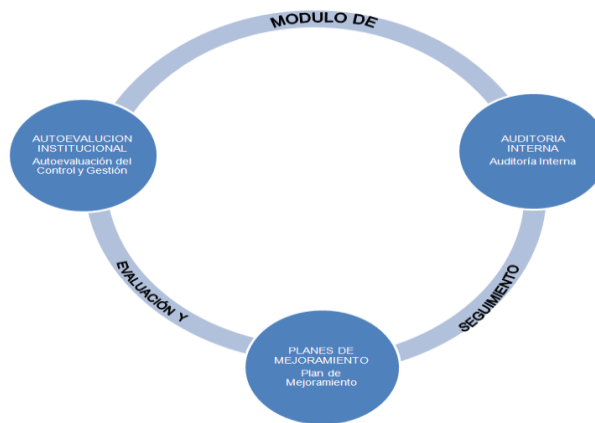 MODULO DE
AUTOEVALUCION
INSTITUCIONAL
Autoevaluación del
Control y Gestión
AUDITORIA
INTERNA
Auditoría Interna
EVALUACIÓN Y
SEGUIMIENTO
PLANES DE
MEJORAMIENTO
Plan de
Mejoramiento